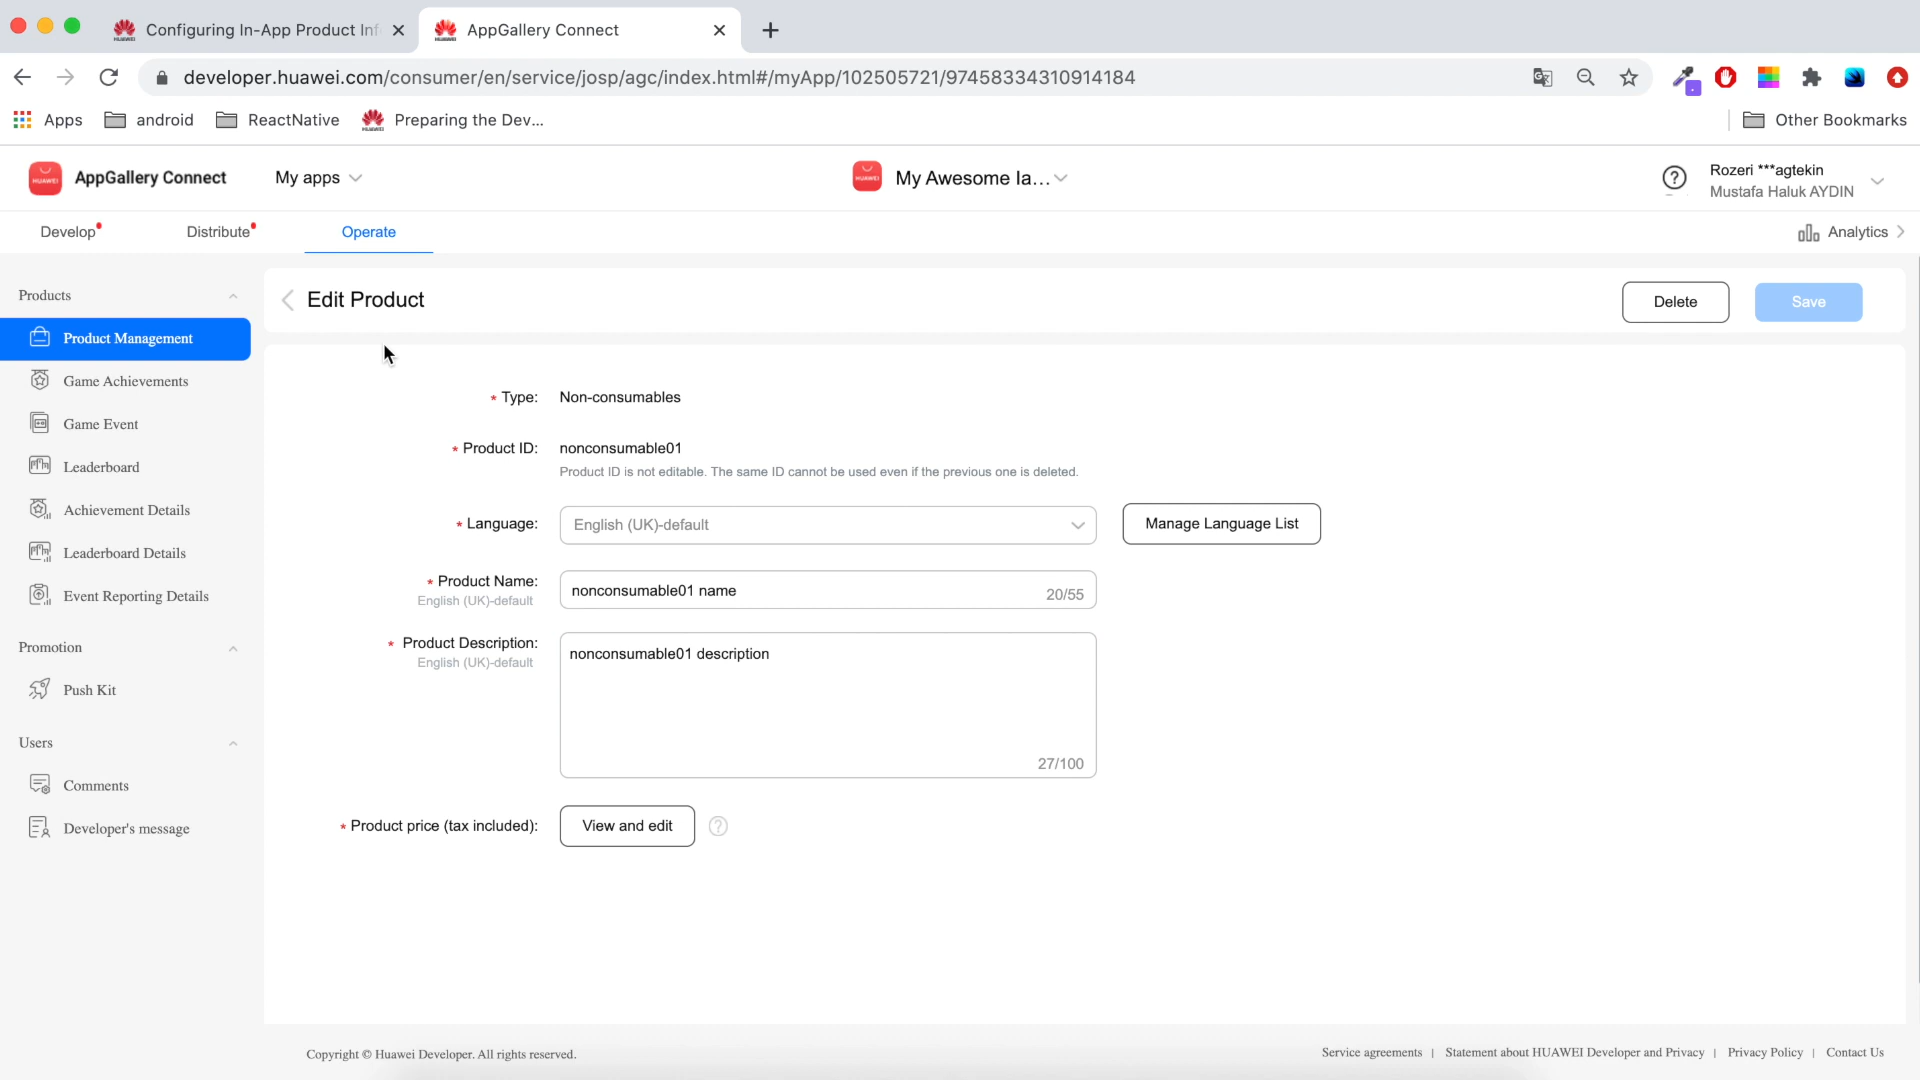 Configuring In-App Product Inf
AppGallery Connect
developer.huawei.com/consumer/en/service/josp/agc/index.html#/myApp/102505721/97458334310914184
Apps
android
ReactNative
Preparing the Dev...
Other Bookmarks
AppGallery Connect
My apps
My Awesome Ia...
Rozeri ***agtekin
Mustafa Haluk AYDIN
Develop
Distribute
Operate
Analytics
Products
Product Management
Game Achievements
Game Event
Leaderboard
Achievement Details
Leaderboard Details
Event Reporting Details
Promotion
Push Kit
Users
Comments
Developer's message
Edit Product
Delete
Save
* Type:
Non-consumables
* Product ID:
nonconsumable01
Product ID is not editable. The same ID cannot be used even if the previous one is deleted.
* Language:
English (UK)-default
Manage Language List
* Product Name:
English (UK)-default
nonconsumable01 name
20/55
* Product Description:
English (UK)-default
nonconsumable01 description
27/100
* Product price (tax included):
View and edit
Copyright © Huawei Developer. All rights reserved.
Service agreements | Statement about HUAWEI Developer and Privacy | Privacy Policy | Contact Us